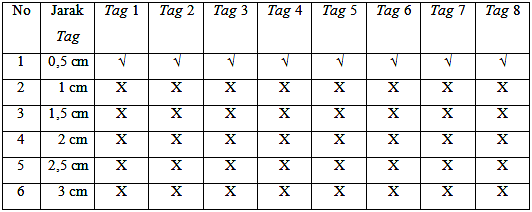 No Jarak Tag Tag 1 Tag 2 Tag 3 Tag 4 Tag 5 Tag 6 Tag 7 Tag 8
1 0,5 cm √ √ √ √ √ √ √ √
2 1 cm X X X X X X X X
3 1,5 cm X X X X X X X X
4 2 cm X X X X X X X X
5 2,5 cm X X X X X X X X
6 3 cm X X X X X X X X